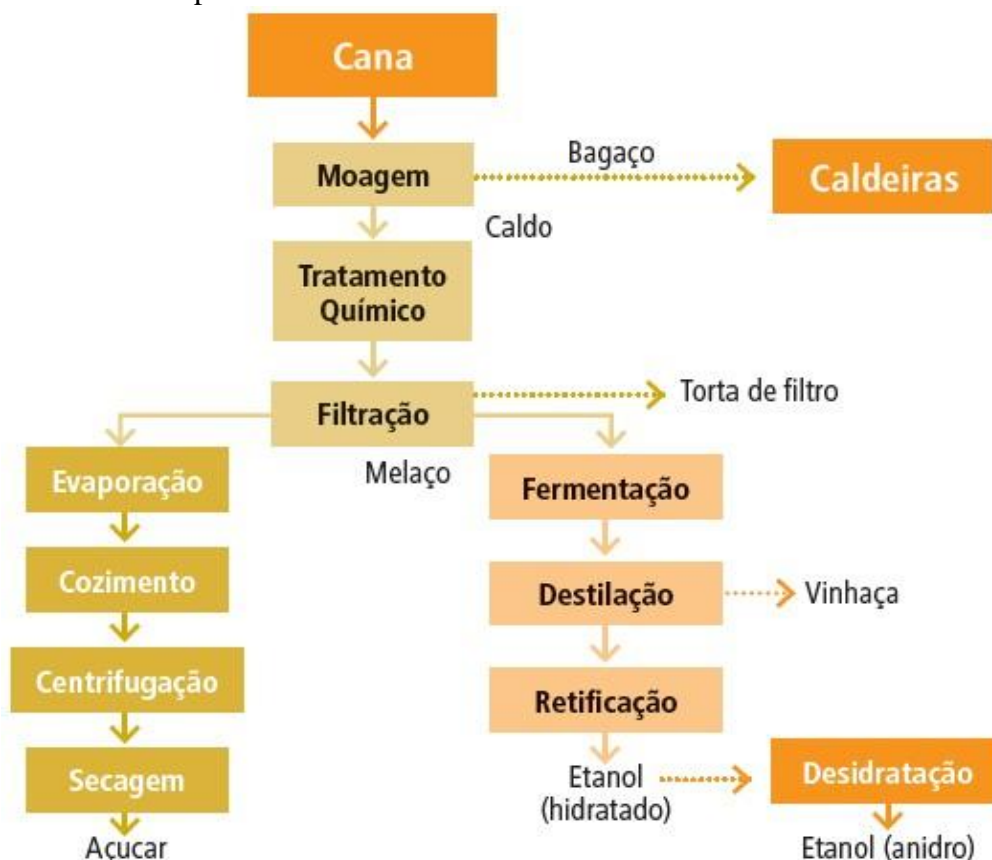 Cana
Moagem
Bagaço
Caldeiras
Caldo
Tratamento
Químico
Filtração
Torta de filtro
Melaço
Evaporação
Cozimento
Centrifugação
Secagem
Açucar
Fermentação
Destilação
Vinhaça
Retificação
Etanol
(hidratado)
Desidratação
Etanol (anidro)